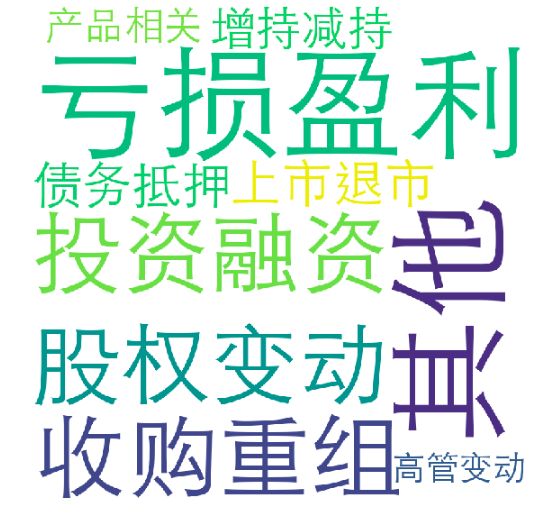 产品相关
增持减持
亏损盈利
债务抵押
上市退市
投资融资
其他
股权变动
收购重组
高管变动